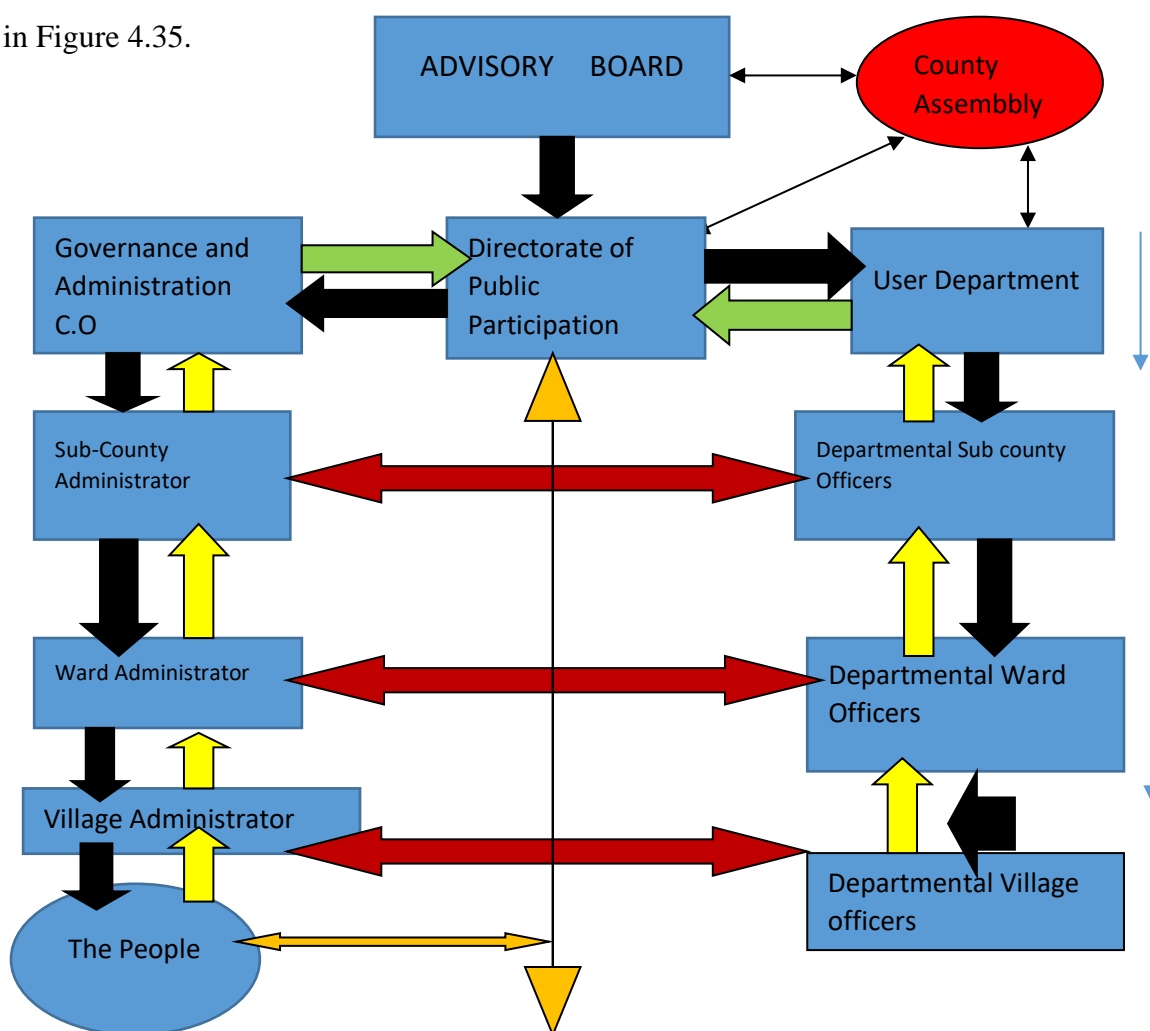 in Figure 4.35.
ADVISORY BOARD
County
Assembbly
Governance and
Administration
C.O
Directorate of
Public
Participation
User Department
Sub-County
Administrator
Departmental Sub county
Officers
Ward Administrator
Departmental Ward
Officers
Village Administrator
Departmental Village
officers
The People